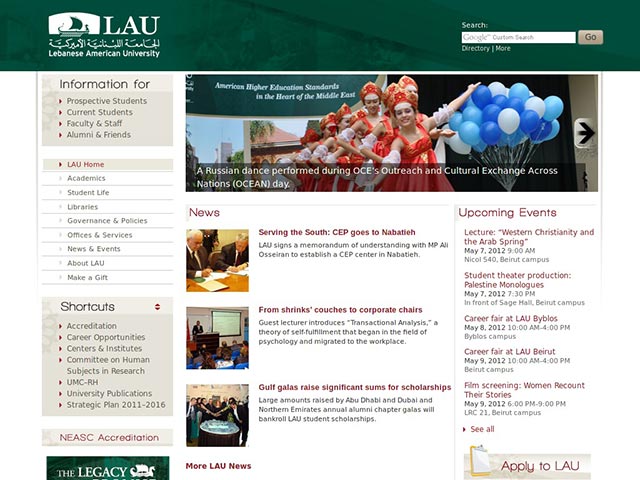 LAU
الجامعة اللبنانية الأميركية
Lebanese American University
Search:
Google™ Custom Search
Go
Directory | More
Information for
Prospective Students
Current Students
Faculty & Staff
Alumni & Friends
LAU Home
Academics
Student Life
Libraries
Governance & Policies
Offices & Services
News & Events
About LAU
Make a Gift
Shortcuts
Accreditation
Career Opportunities
Centers & Institutes
Committee on Human
Subjects in Research
UMC–RH
University Publications
Strategic Plan 2011–2016
NEASC Accreditation
THE LEGACY
American Higher Education Standards
in the Heart of the Middle East
A Russian dance performed during OCE's Outreach and Cultural Exchange Across
Nations (OCEAN) day.
News
Serving the South: CEP goes to Nabatieh
LAU signs a memorandum of understanding with MP Ali
Osseiran to establish a CEP center in Nabatieh.
From shrinks' couches to corporate chairs
Guest lecturer introduces “Transactional Analysis,” a
theory of self-fulfillment that began in the field of
psychology and migrated to the workplace.
Gulf galas raise significant sums for scholarships
Large amounts raised by Abu Dhabi and Dubai and
Northern Emirates annual alumni chapter galas will
bankroll LAU student scholarships.
More LAU News
Upcoming Events
Lecture: “Western Christianity and
the Arab Spring”
May 7, 2012 9:00 AM
Nicol 540, Beirut campus
Student theater production:
Palestine Monologues
May 7, 2012 7:30 PM
In front of Sage Hall, Beirut campus
Career fair at LAU Byblos
May 8, 2012 10:00 AM-4:00 PM
Byblos campus
Career fair at LAU Beirut
May 9, 2012 10:00 AM-4:00 PM
Beirut campus
Film screening: Women Recount
Their Stories
May 9, 2012 6:00 PM-9:00 PM
LRC 21, Beirut campus
See all
Apply to LAU